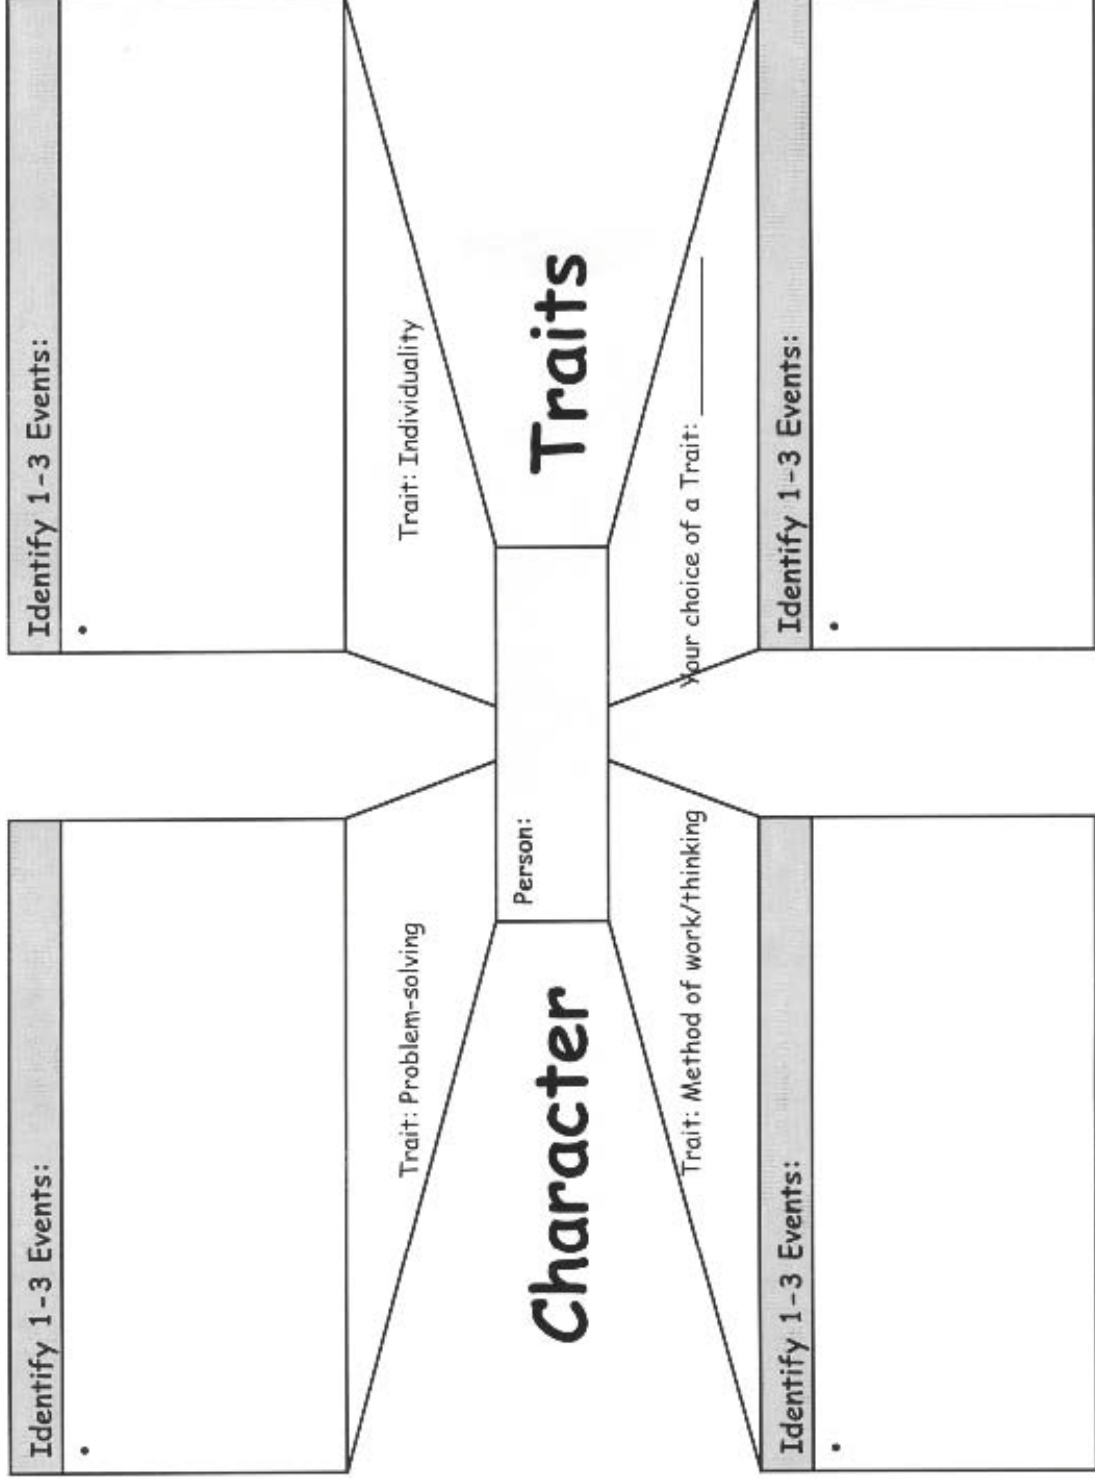 Identify 1-3 Events:
•
Identify 1-3 Events:
•
Trait: Problem-solving
Trait: Individuality
Character
Person:
Traits
Trait: Method of work/thinking
Your choice of a Trait: ___________
Identify 1-3 Events:
•
Identify 1-3 Events:
•